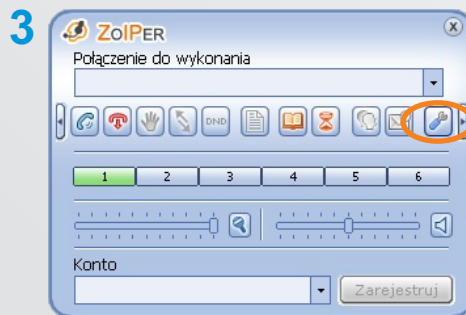 3
ZoIPER
Połączenie do wykonania
DND
1 2 3 4 5 6
Konto
Zarejestruj